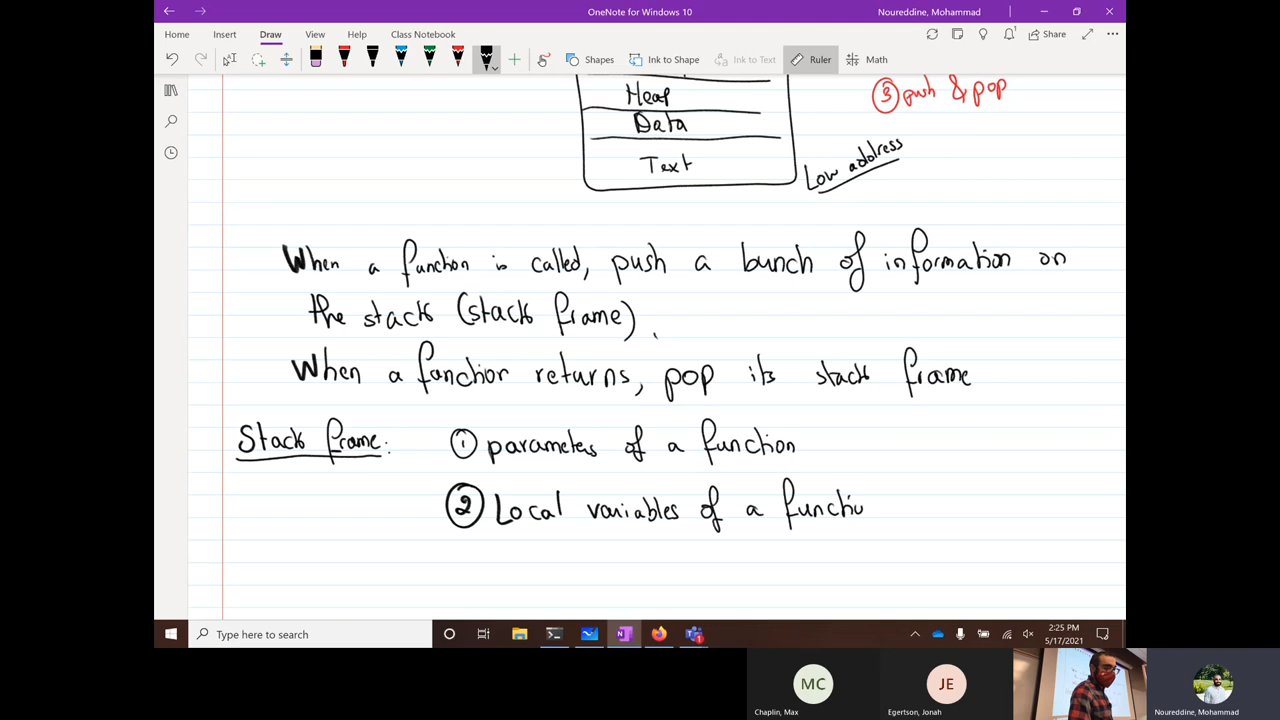 OneNote for Windows 10
Noureddine, Mohammad
Home Insert Draw View Help Class Notebook
Share
Shapes Ink to Shape Ink to Text Ruler Math
Heap
③ push & pop
Data
Text
Low address
When a function is called, push a bunch of information on
the stack (stack frame)
When a function returns, pop its stack frame
Stack frame: ① parameters of a function
② Local variables of a functio
Type here to search
2:25 PM
5/17/2021
1
MC
JE
Chaplin, Max
Egertson, Jonah
Noureddine, Mohammad